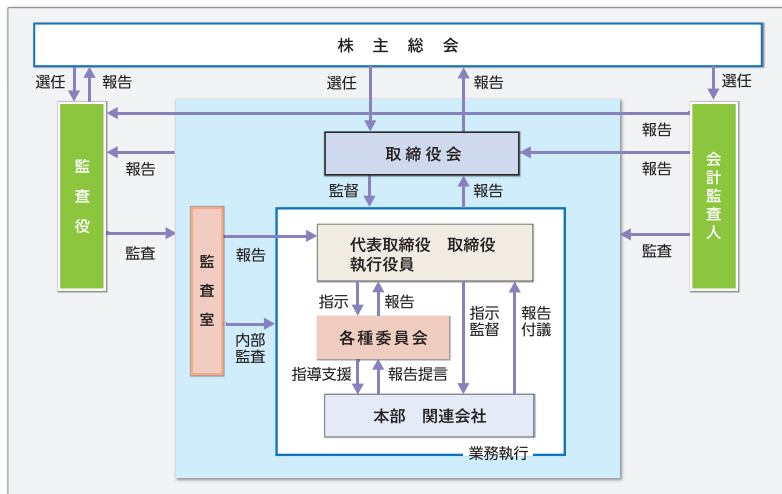 株主総会
選任
報告
選任
報告
選任
監査役
会計監査人
報告
取締役会
報告
報告
監督
報告
監査
監査
監査室
報告
代表取締役 取締役
執行役員
指示
報告
指示
監督
報告
付議
内部
監査
各種委員会
指導支援
報告提言
本部 関連会社
業務執行